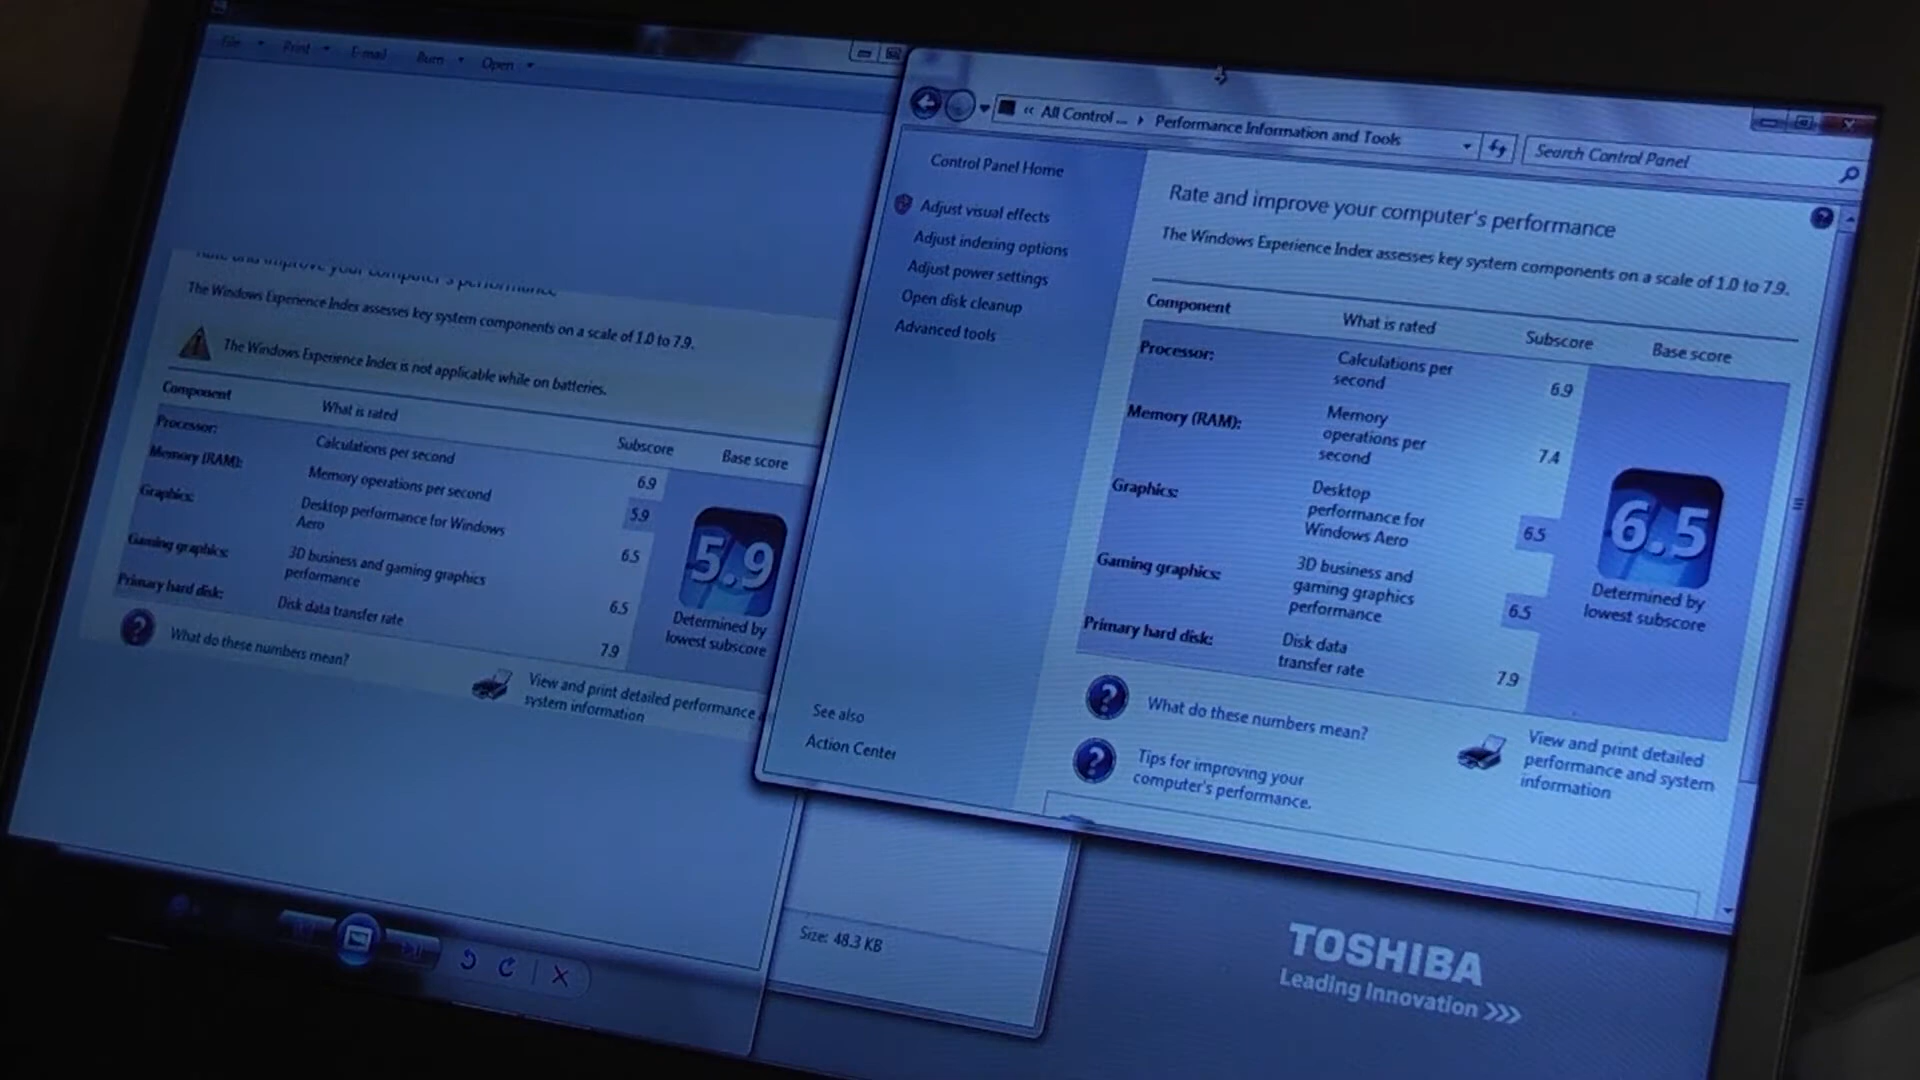 File Print E-mail Burn Open
Rate and improve your computer's performance
The Windows Experience Index assesses key system components on a scale of 1.0 to 7.9.
The Windows Experience Index is not applicable while on batteries.
Component What is rated Subscore Base score
Processor: Calculations per second 6.9
Memory (RAM): Memory operations per second 5.9
Graphics: Desktop performance for Windows
Aero 6.5
Gaming graphics: 3D business and gaming graphics
performance 6.5
Primary hard disk: Disk data transfer rate 7.9
5.9
Determined by
lowest subscore
What do these numbers mean?
View and print detailed performance
system information
« All Control ... Performance Information and Tools
Search Control Panel
Control Panel Home
Adjust visual effects
Adjust indexing options
Adjust power settings
Open disk cleanup
Advanced tools
See also
Action Center
Rate and improve your computer's performance
The Windows Experience Index assesses key system components on a scale of 1.0 to 7.9.
Component What is rated Subscore Base score
Processor: Calculations per
second 6.9
Memory (RAM): Memory
operations per
second 7.4
Graphics: Desktop
performance for
Windows Aero 6.5
Gaming graphics: 3D business and
gaming graphics
performance 6.5
Primary hard disk: Disk data
transfer rate 7.9
6.5
Determined by
lowest subscore
What do these numbers mean?
Tips for improving your
computer's performance.
View and print detailed
performance and system
information
Size: 48.3 KB
TOSHIBA
Leading Innovation >>>